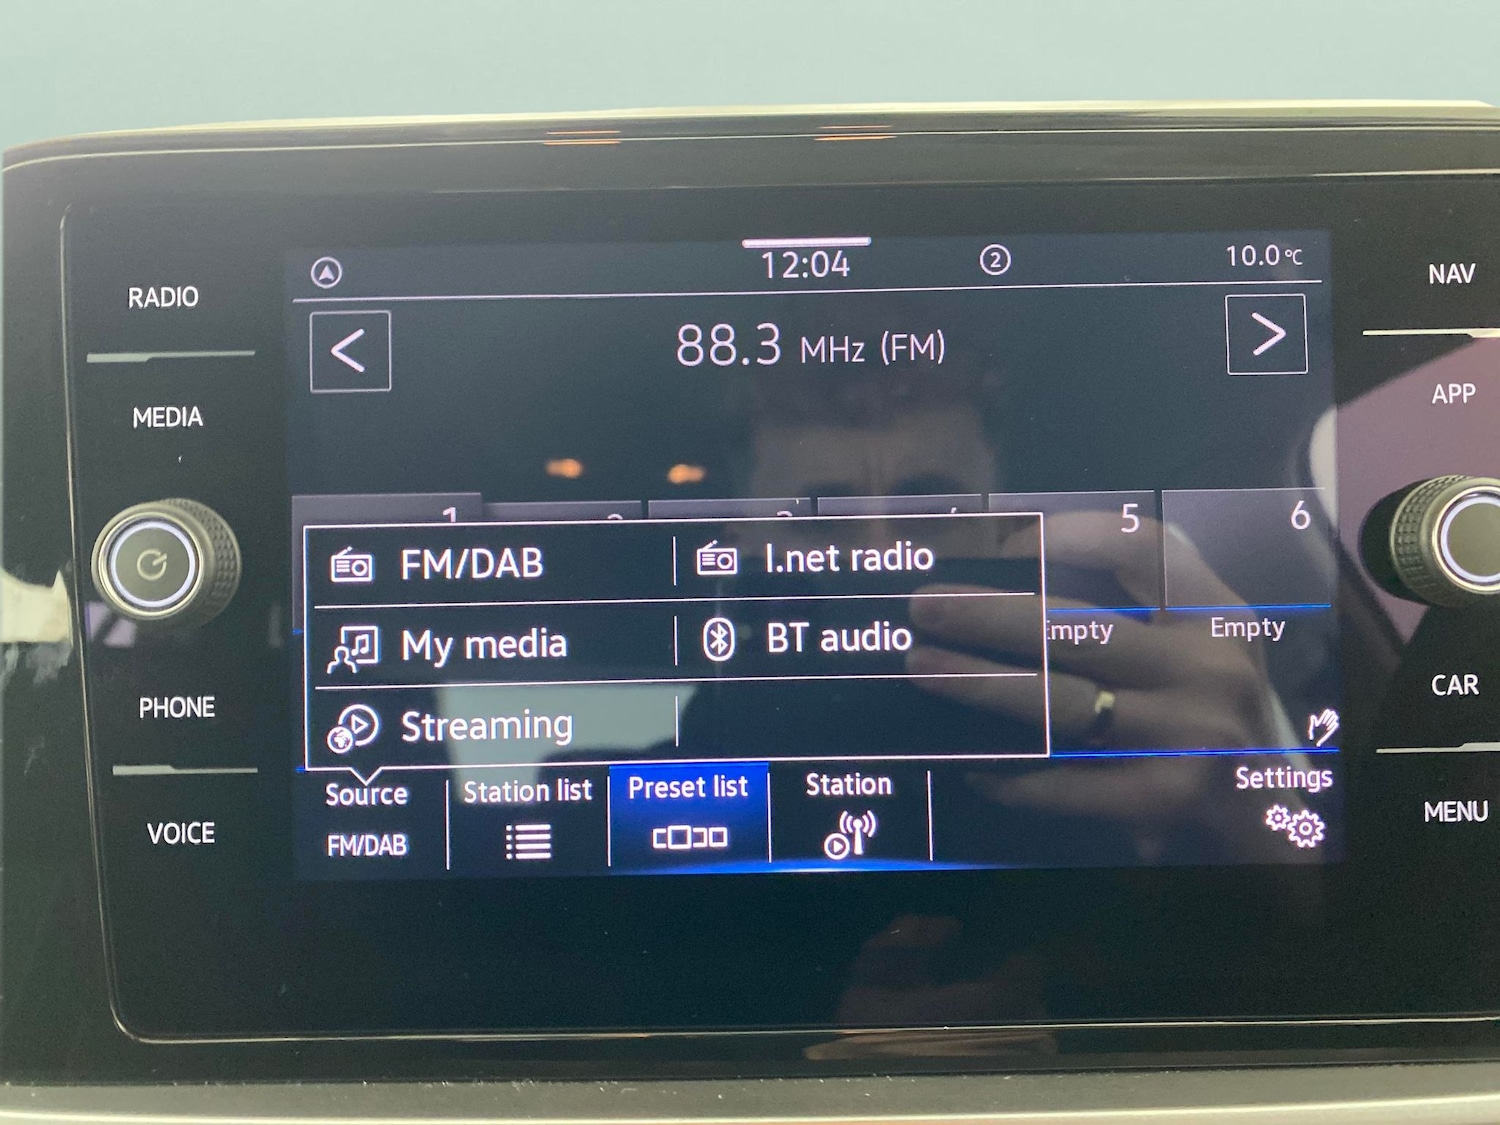 RADIO
MEDIA
PHONE
VOICE
12:04
2
10.0 °C
88.3 MHz (FM)
1
5
6
FM/DAB
I.net radio
My media
BT audio
Streaming
Empty
Source
FM/DAB
Station list
Preset list
Station
Settings
NAV
APP
CAR
MENU